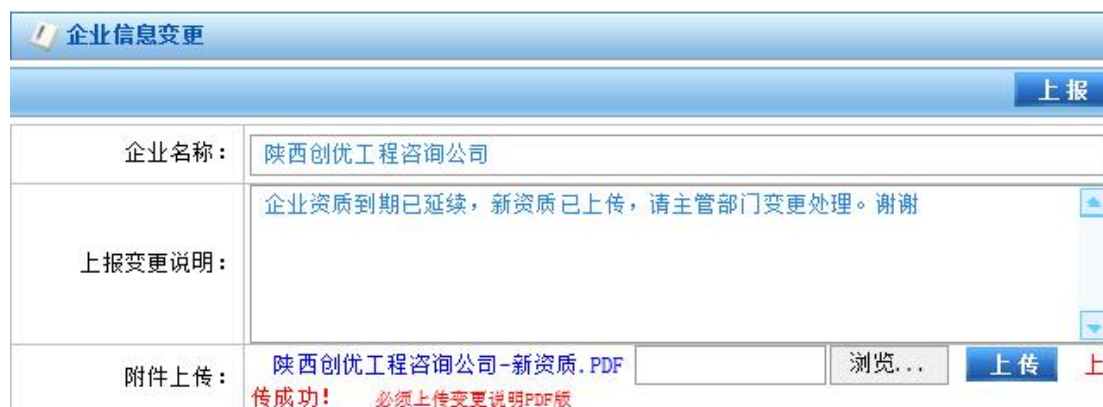 企业信息变更
上报
企业名称： 陕西创优工程咨询公司
企业资质到期已延续，新资质已上传，请主管部门变更处理。谢谢
上报变更说明：
附件上传： 陕西创优工程咨询公司-新资质.PDF 浏览... 上传 上
传成功！ 必须上传变更说明PDF版